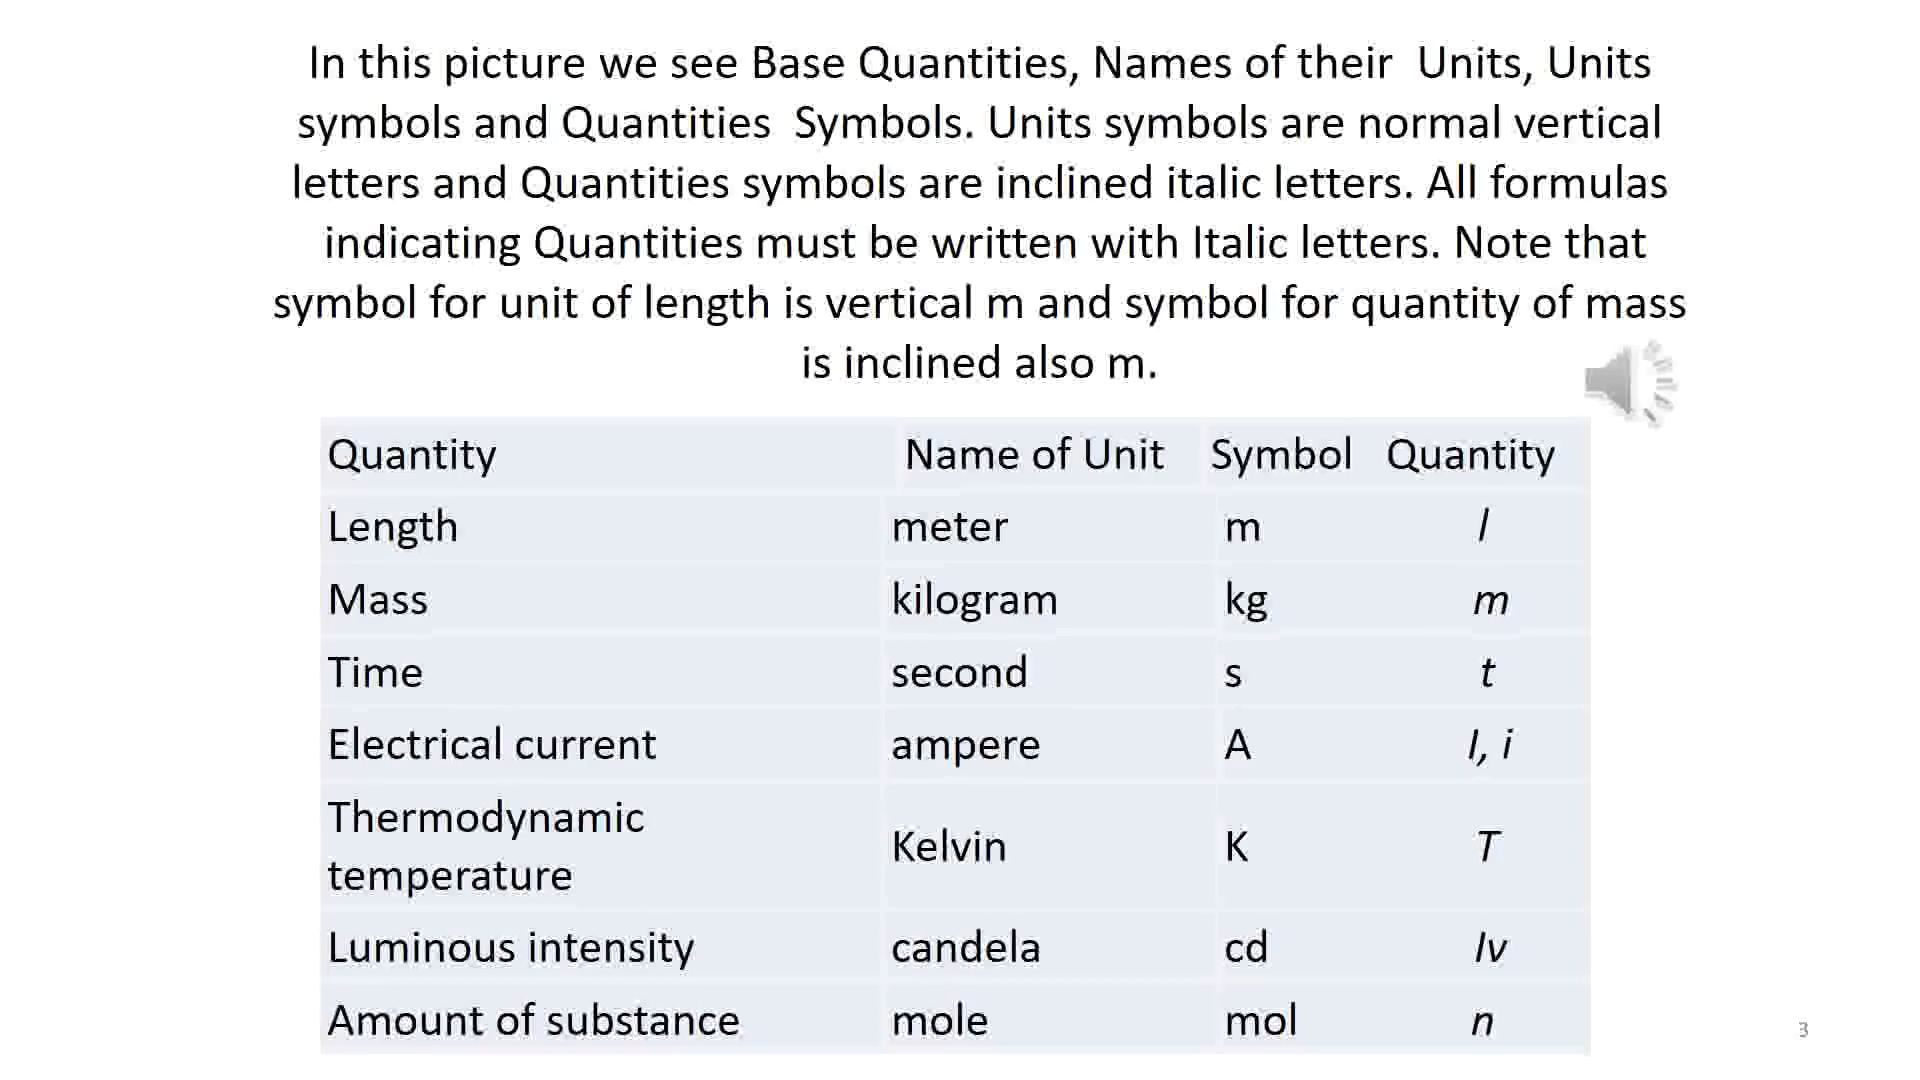 In this picture we see Base Quantities, Names of their  Units, Units
symbols and Quantities  Symbols. Units symbols are normal vertical
letters and Quantities symbols are inclined italic letters. All formulas
indicating Quantities must be written with Italic letters. Note that
symbol for unit of length is vertical m and symbol for quantity of mass
is inclined also m.
Quantity Name of Unit Symbol Quantity
Length meter m l
Mass kilogram kg m
Time second s t
Electrical current ampere A I, i
Thermodynamic
temperature Kelvin K T
Luminous intensity candela cd Iv
Amount of substance mole mol n
3